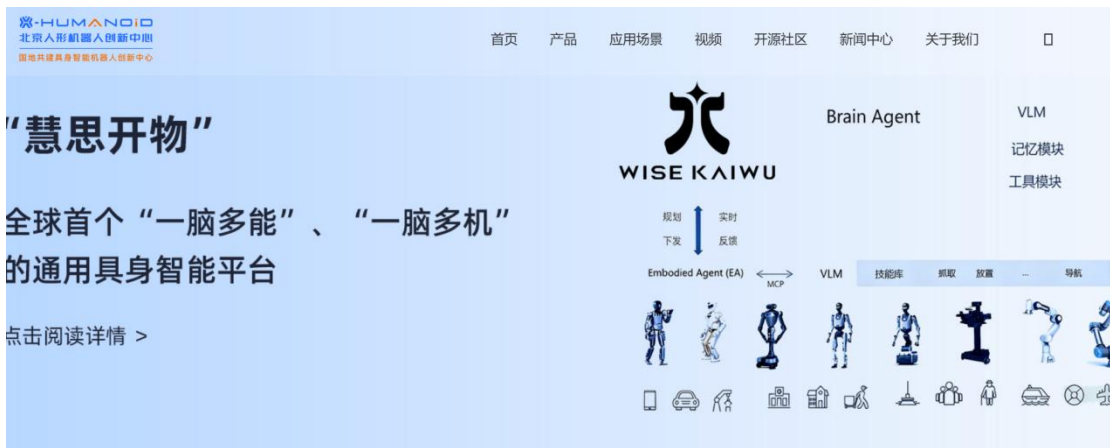 X-HUMANOID
北京人形机器人创新中心
国地共建具身智能机器人创新中心
首页 产品 应用场景 视频 开源社区 新闻中心 关于我们
“慧思开物”
全球首个“一脑多能”、“一脑多机”
的通用具身智能平台
点击阅读详情 >
WISE KAIWU
Brain Agent
VLM
记忆模块
工具模块
规划 实时
下发 反馈
Embodied Agent (EA) MCP VLM 技能库 抓取 放置 ... 导航